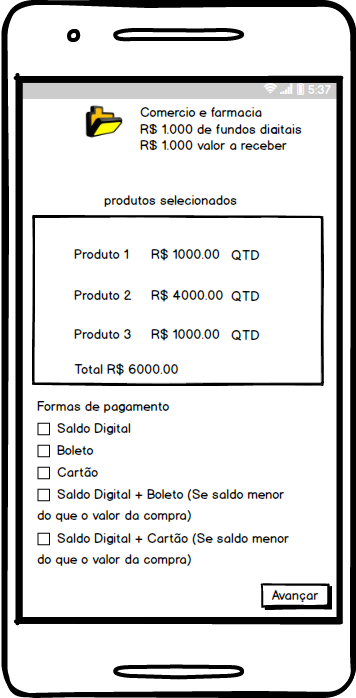 5:37
Comercio e farmacia
R$ 1.000 de fundos digitais
R$ 1.000 valor a receber
produtos selecionados
Produto 1 R$ 1000.00 QTD
Produto 2 R$ 4000.00 QTD
Produto 3 R$ 1000.00 QTD
Total R$ 6000.00
Formas de pagamento
Saldo Digital
Boleto
Cartão
Saldo Digital + Boleto (Se saldo menor
do que o valor da compra)
Saldo Digital + Cartão (Se saldo menor
do que o valor da compra)
Avançar